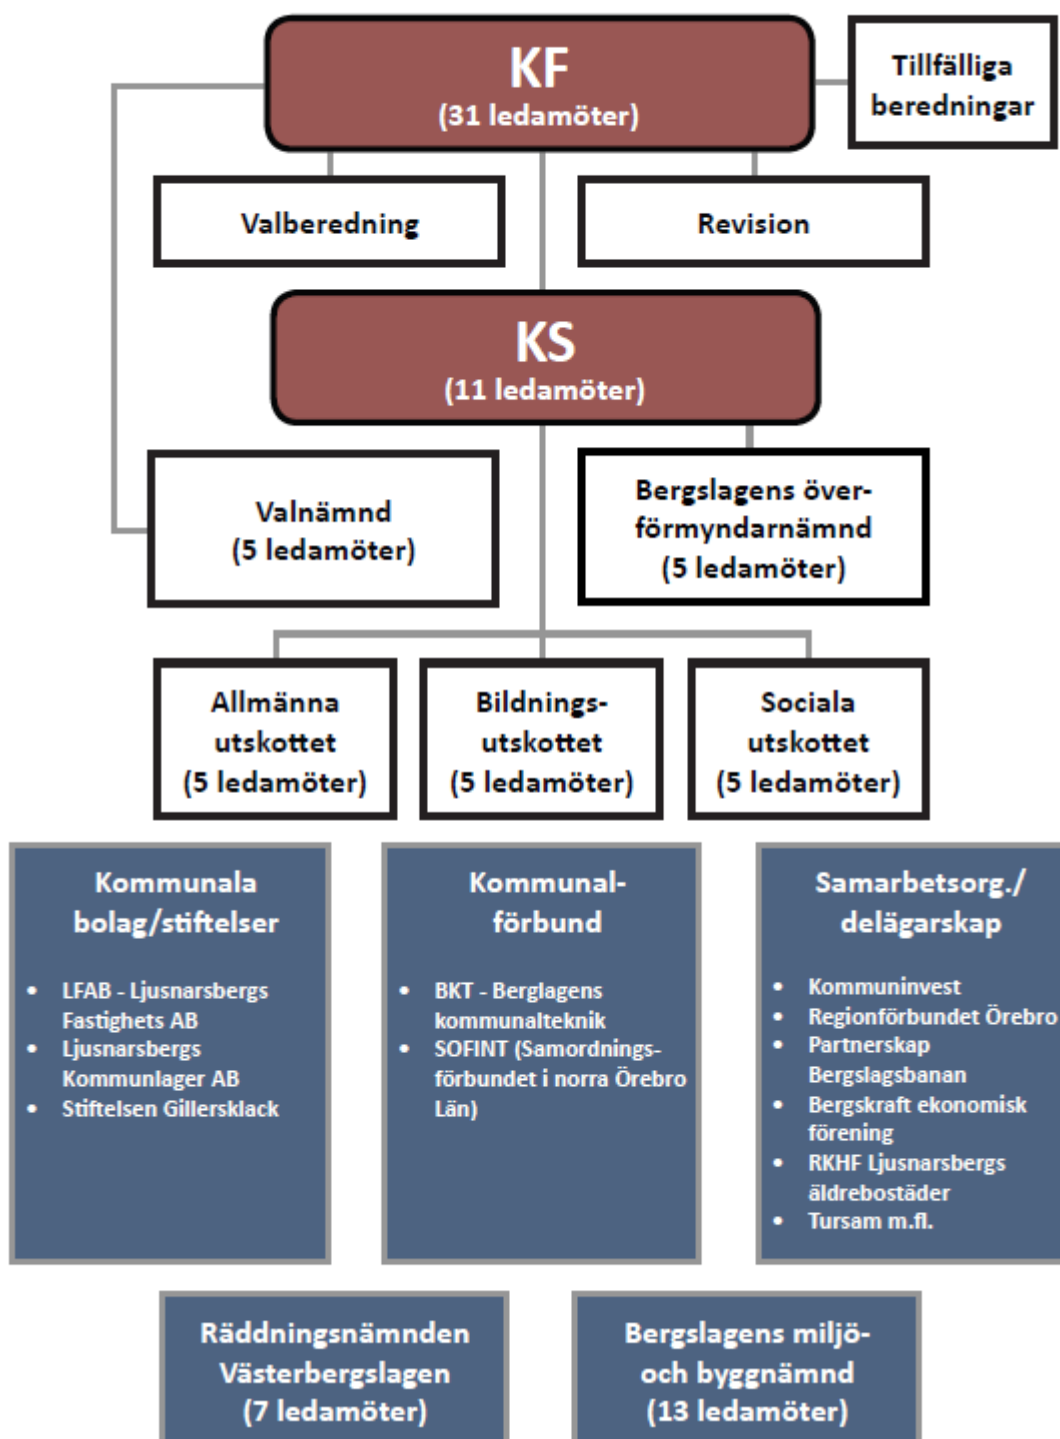 KF
(31 ledamöter)
Tillfälliga
beredningar
Valberedning
Revision
KS
(11 ledamöter)
Valnämnd
(5 ledamöter)
Bergslagens över-
förmyndarnämnd
(5 ledamöter)
Allmänna
utskottet
(5 ledamöter)
Bildnings-
utskottet
(5 ledamöter)
Sociala
utskottet
(5 ledamöter)
Kommunala
bolag/stiftelser
• LFAB - Ljusnarsbergs
Fastighets AB
• Ljusnarsbergs
Kommunlager AB
• Stiftelsen Gillersklack
Kommunal-
förbund
• BKT - Berglagens
kommunalteknik
• SOFINT (Samordnings-
förbundet i norra Örebro
Län)
Samarbetsorg./
delägarskap
• Kommuninvest
• Regionförbundet Örebro
• Partnerskap
Bergslagsbanan
• Bergskraft ekonomisk
förening
• RKHF Ljusnarsbergs
äldrebostäder
• Tursam m.fl.
Räddningsnämnden
Västerbergslagen
(7 ledamöter)
Bergslagens miljö-
och byggnämnd
(13 ledamöter)